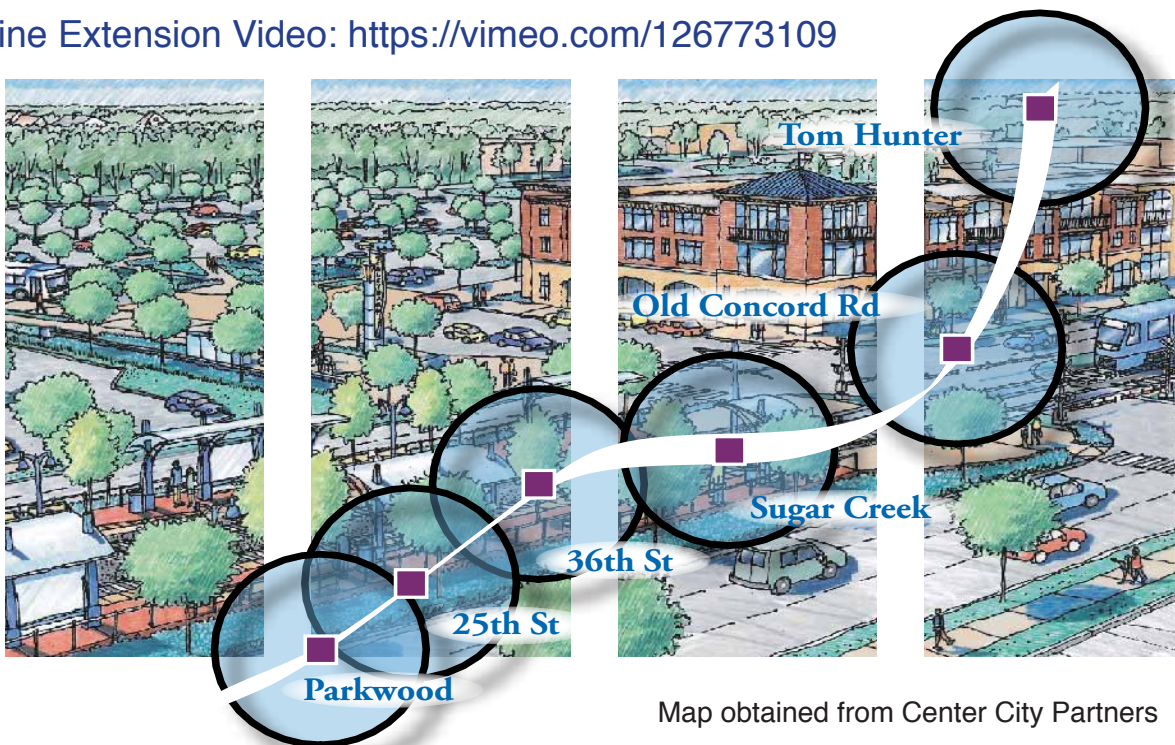 ine Extension Video: https://vimeo.com/126773109
Tom Hunter
Old Concord Rd
Sugar Creek
36th St
25th St
Parkwood
Map obtained from Center City Partners